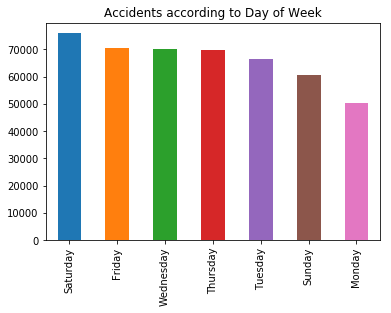 Accidents according to Day of Week
70000
60000
50000
40000
30000
20000
10000
0
Saturday
Friday
Wednesday
Thursday
Tuesday
Sunday
Monday